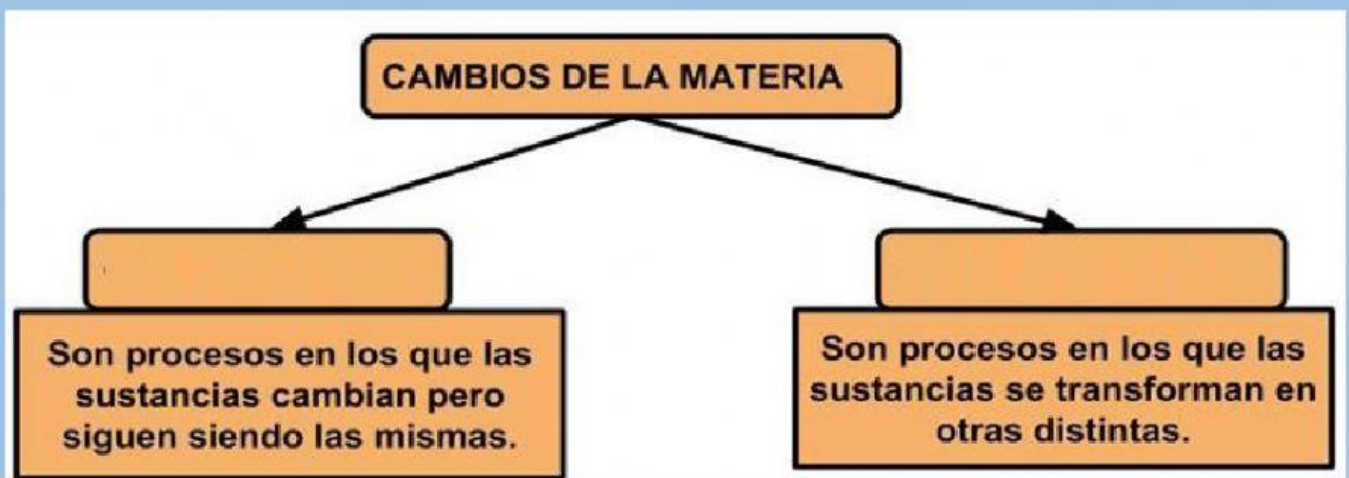 CAMBIOS DE LA MATERIA
Son procesos en los que las
sustancias cambian pero
siguen siendo las mismas.
Son procesos en los que las
sustancias se transforman en
otras distintas.